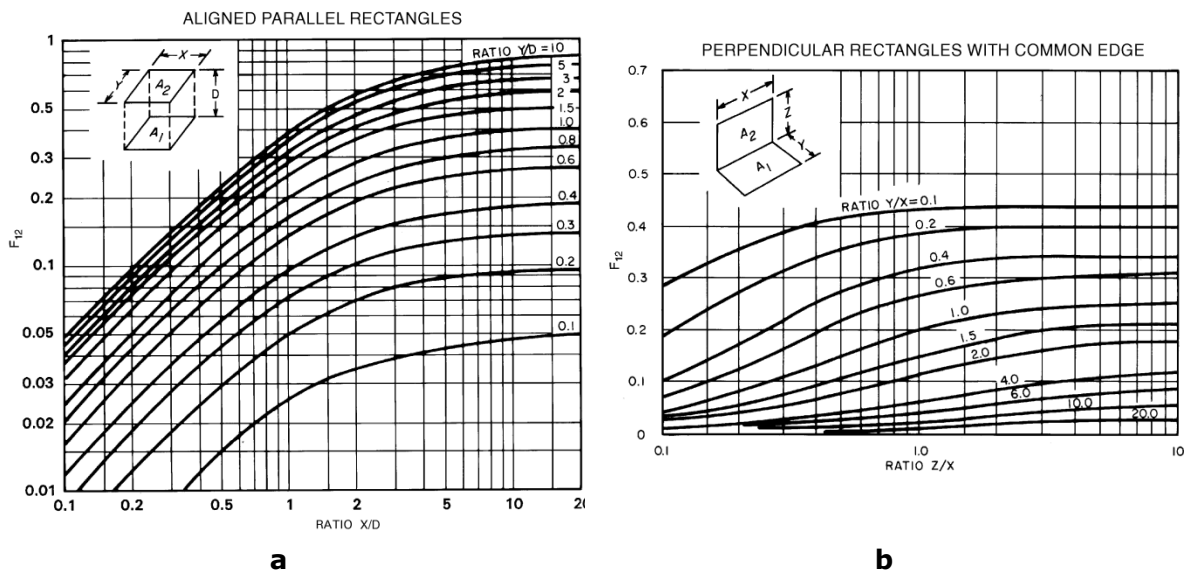 ALIGNED PARALLEL RECTANGLES
1
0.5
0.3
0.2
0.1
0.05
0.03
0.02
0.01
F12
X
Y
D
A2
A1
RATIO Y/D = 10
5
3
2
1.5
1.0
0.8
0.6
0.4
0.3
0.2
0.1
0.1 0.2 0.3 0.5 1 2 5 10 15 20
RATIO X/D
a
PERPENDICULAR RECTANGLES WITH COMMON EDGE
0.7
0.6
0.5
0.4
0.3
0.2
0.1
0
F12
X
Z
Y
A2
A1
RATIO Y/X = 0.1
0.2
0.4
0.6
1.0
1.5
2.0
4.0
6.0
10.0
20.0
0.1 1.0 10
RATIO Z/X
b